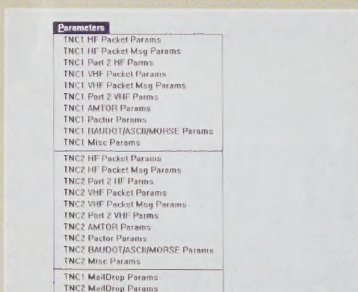 Parameters
TNC1 HF Packet Params
TNC1 HF Packet Msg Params
TNC1 Port 2 HF Parms
TNC1 VHF Packet Params
TNC1 VHF Packet Msg Params
TNC1 Port 2 VHF Parms
TNC1 AMTOR Params
TNC1 Pactor Params
TNC1 BAUDOT/ASCII/MORSE Params
TNC1 Misc Params
TNC2 HF Packet Params
TNC2 HF Packet Msg Params
TNC2 Port 2 HF Parms
TNC2 VHF Packet Params
TNC2 VHF Packet Msg Params
TNC2 Port 2 VHF Parms
TNC2 AMTOR Params
TNC2 Pactor Params
TNC2 BAUDOT/ASCII/MORSE Params
TNC2 Misc Params
TNC1 MailDrop Params
TNC2 MailDrop Params